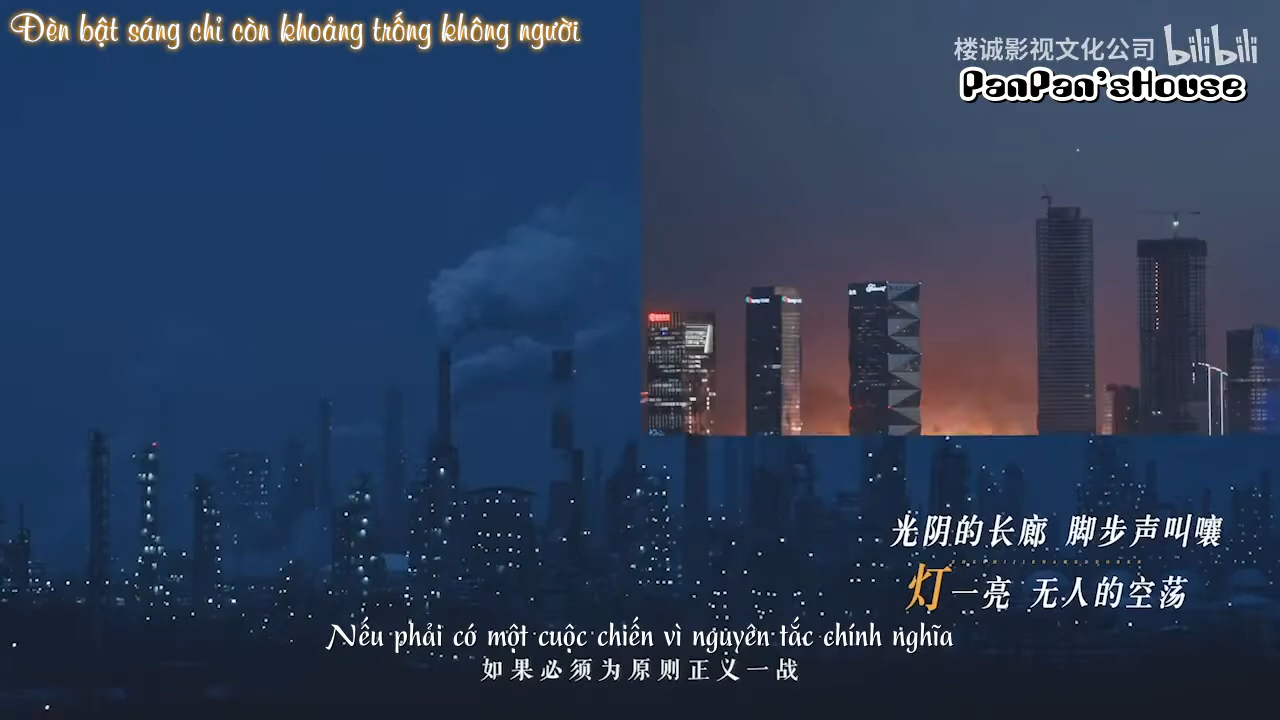 Đèn bật sáng chỉ còn khoảng trống không người
楼诚影视文化公司 bilibili
PanPan'sHouse
光阴的长廊 脚步声叫嚷
灯一亮 无人的空荡
Nếu phải có một cuộc chiến vì nguyên tắc chính nghĩa
如果必须为原则正义一战